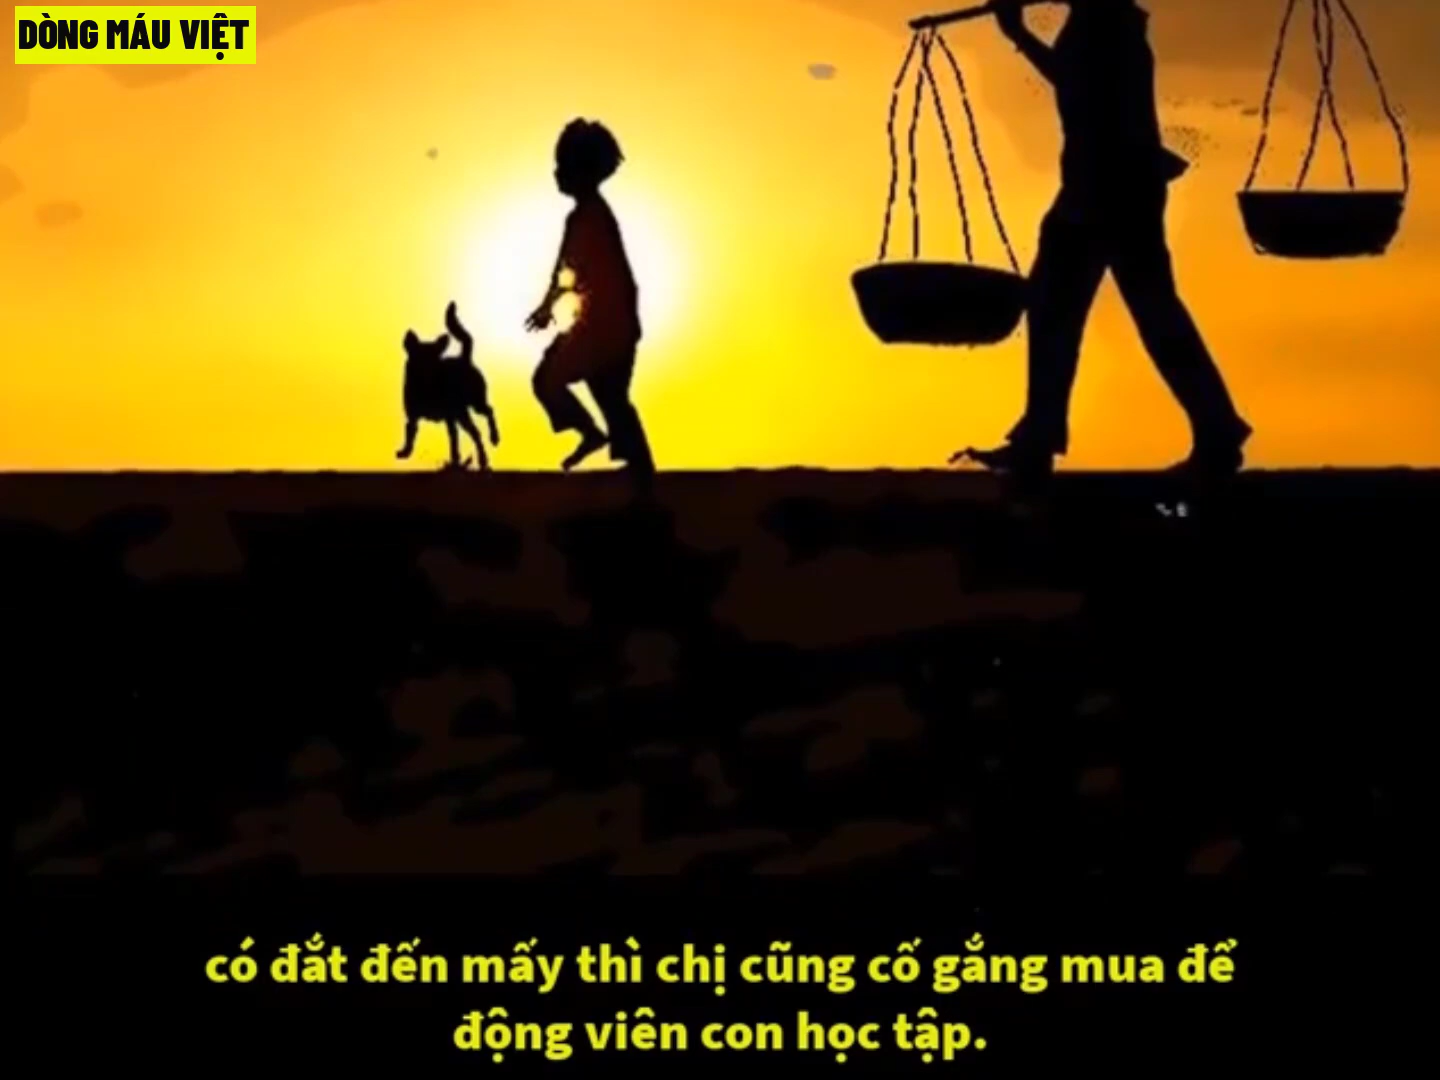 DÒNG MÁU VIỆT
có đắt đến mấy thì chị cũng cố gắng mua để
động viên con học tập.